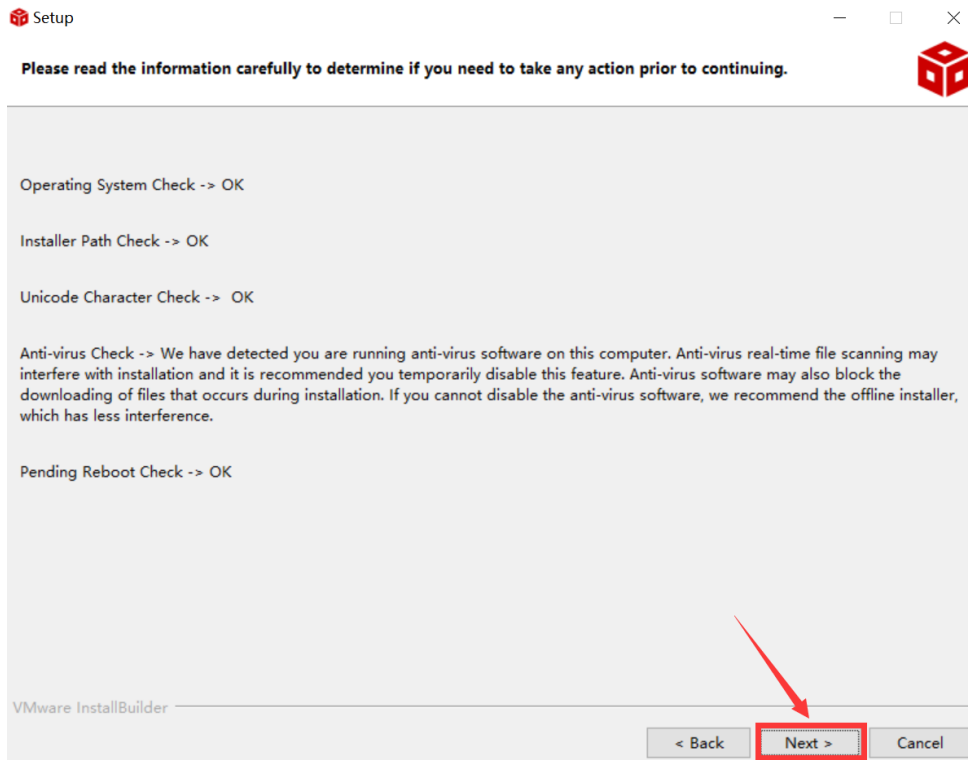 Setup
Please read the information carefully to determine if you need to take any action prior to continuing.
Operating System Check -> OK
Installer Path Check -> OK
Unicode Character Check ->  OK
Anti-virus Check -> We have detected you are running anti-virus software on this computer. Anti-virus real-time file scanning may
interfere with installation and it is recommended you temporarily disable this feature. Anti-virus software may also block the
downloading of files that occurs during installation. If you cannot disable the anti-virus software, we recommend the offline installer,
which has less interference.
Pending Reboot Check -> OK
VMware InstallBuilder
< Back
Next >
Cancel